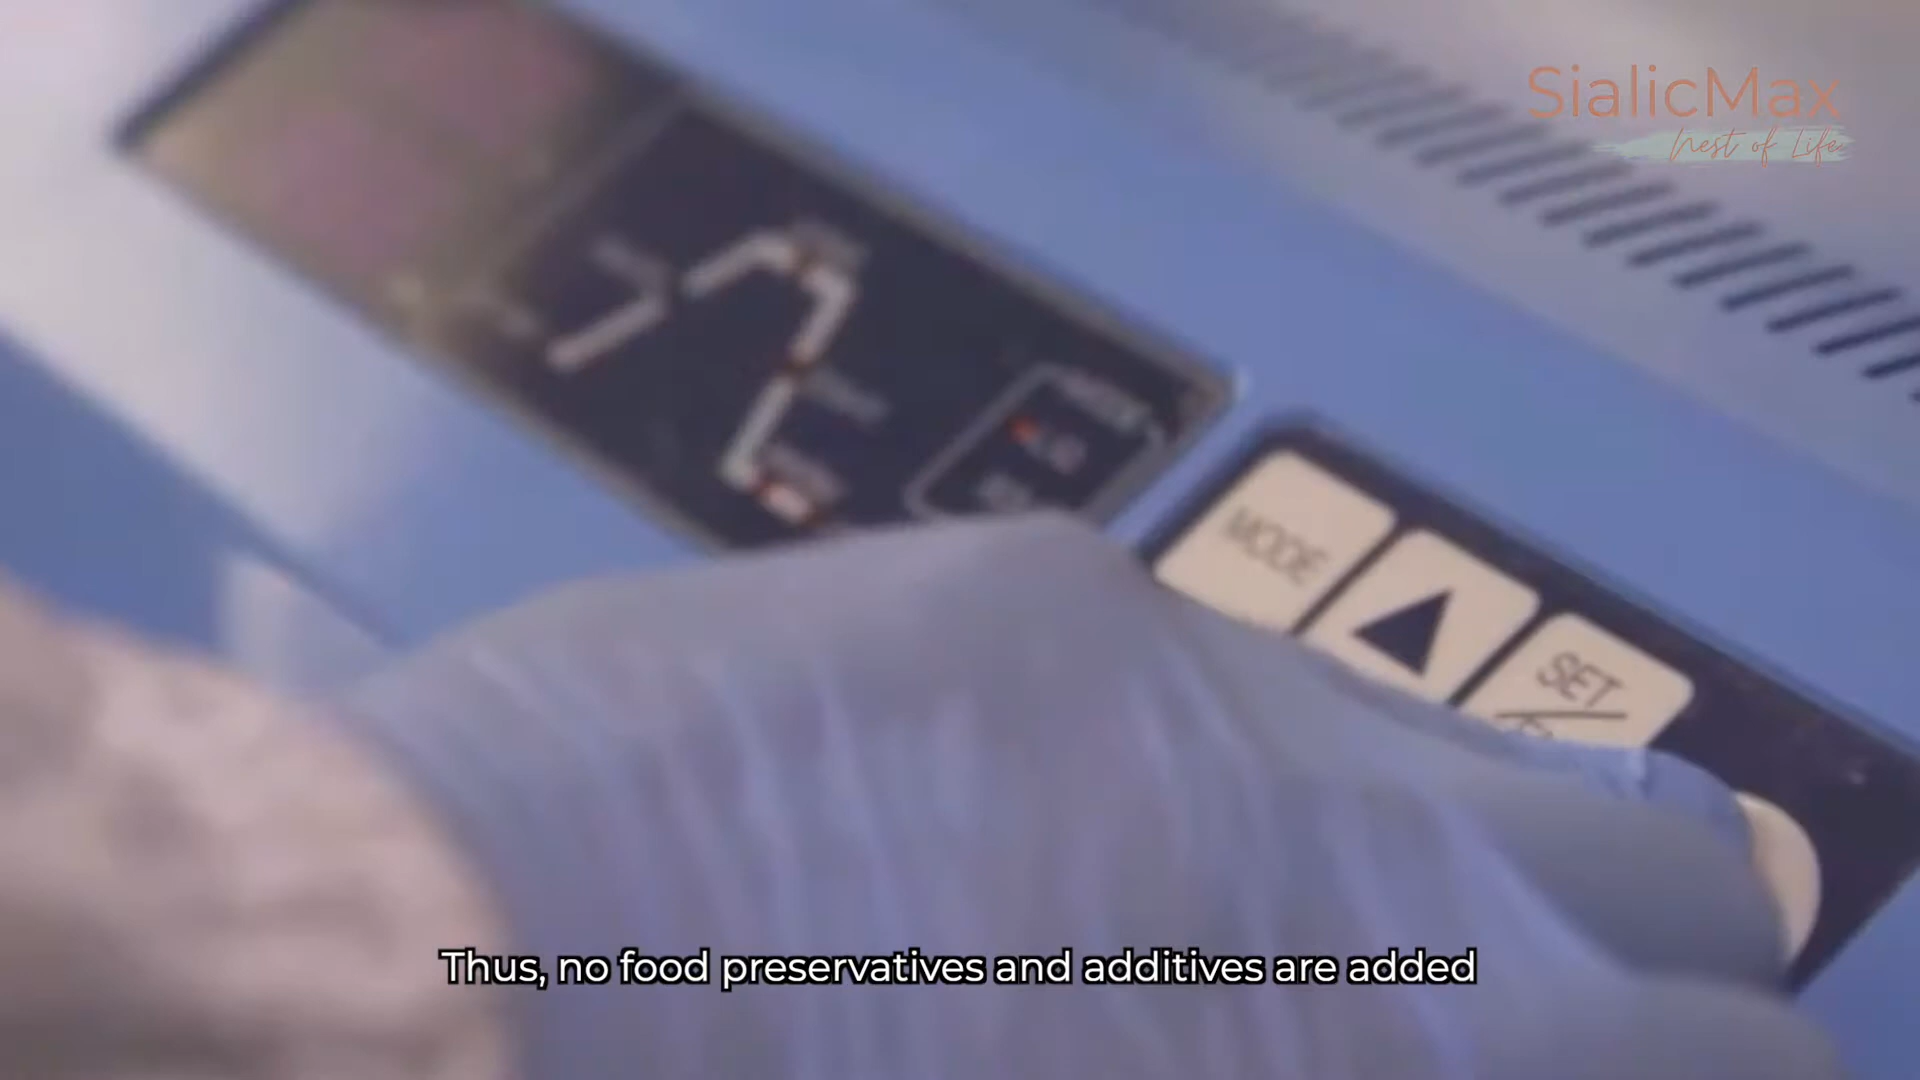 SialicMax
Nest of Life
MODE
SET
Thus, no food preservatives and additives are added